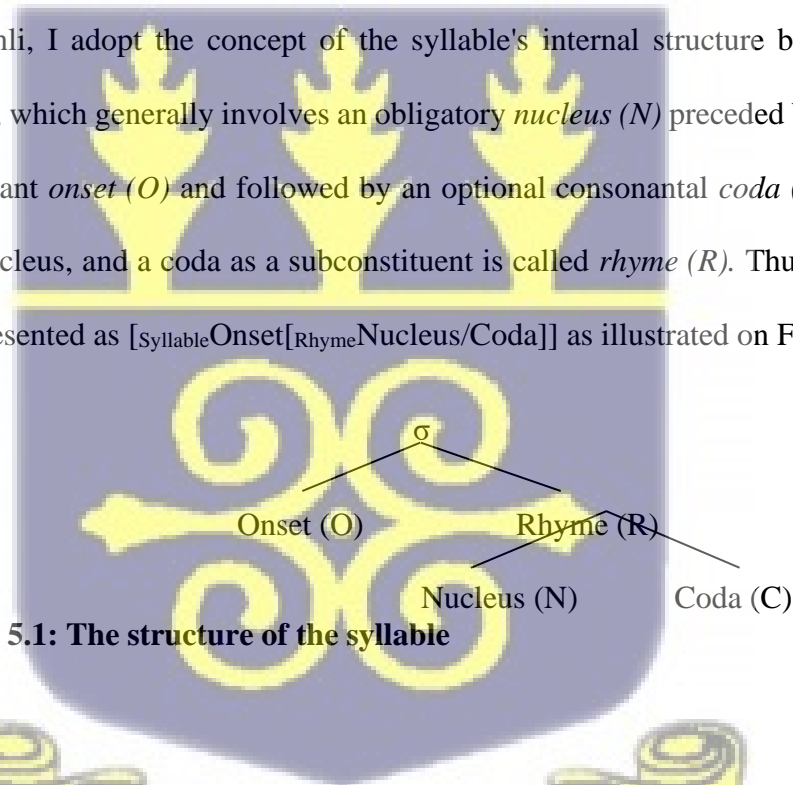 nli, I adopt the concept of the syllable's internal structure b
which generally involves an obligatory nucleus (N) preceded
ant onset (O) and followed by an optional consonantal coda (
cleus, and a coda as a subconstituent is called rhyme (R). Thu
esented as [SyllableOnset[RhymeNucleus/Coda]] as illustrated on F
σ
Onset (O) Rhyme (R)
Nucleus (N) Coda (C)
5.1: The structure of the syllable